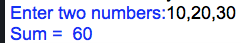 Enter two numbers:10,20,30
Sum =  60